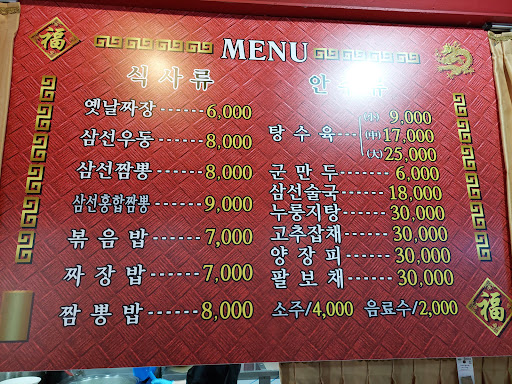 福
MENU
식사류
옛날짜장------6,000
삼선우동------8,000
삼선짬뽕------8,000
삼선홍합짬뽕------9,000
볶음밥------7,000
짜장밥------7,000
짬뽕밥------8,000
안
탕수육---
(小) 9,000
(中) 17,000
(大) 25,000
군만두------6,000
삼선술국------18,000
누룽지탕------30,000
고추잡채------30,000
양장피------30,000
팔보채------30,000
소주/4,000 음료수/2,000
福